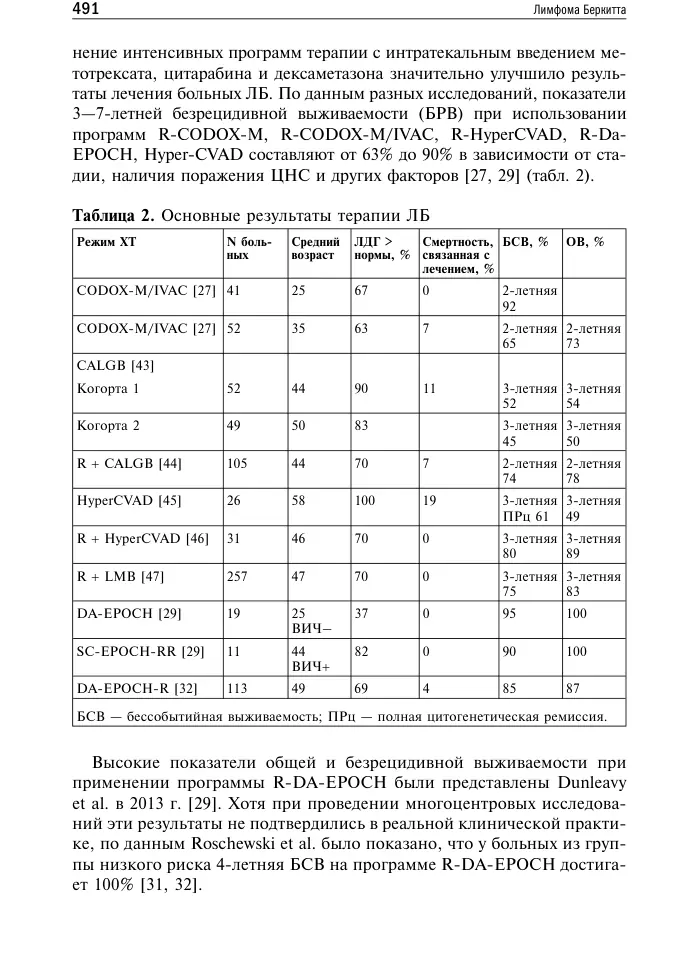 491
Лимфома Беркитта
нение интенсивных программ терапии с интратекальным введением ме-
тотрексата, цитарабина и дексаметазона значительно улучшило резуль-
таты лечения больных ЛБ. По данным разных исследований, показатели
3—7-летней безрецидивной выживаемости (БРВ) при использовании
программ R-CODOX-M, R-CODOX-M/IVAC, R-HyperCVAD, R-Da-
EPOCH, Hyper-CVAD составляют от 63% до 90% в зависимости от ста-
дии, наличия поражения ЦНС и других факторов [27, 29] (табл. 2).
Таблица 2. Основные результаты терапии ЛБ
Режим ХТ N боль- Средний ЛДГ > Смертность, БСВ, % ОВ, %
ных возраст нормы, % связанная с
лечением, %
CODOX-M/IVAC [27] 41 25 67 0 2-летняя
92
CODOX-M/IVAC [27] 52 35 63 7 2-летняя 2-летняя
65 73
CALGB [43]
Когорта 1 52 44 90 11 3-летняя 3-летняя
52 54
Когорта 2 49 50 83 3-летняя 3-летняя
45 50
R + CALGB [44] 105 44 70 7 2-летняя 2-летняя
74 78
HyperCVAD [45] 26 58 100 19 3-летняя 3-летняя
ПРц 61 49
R + HyperCVAD [46] 31 46 70 0 3-летняя 3-летняя
80 89
R + LMB [47] 257 47 70 0 3-летняя 3-летняя
75 83
DA-EPOCH [29] 19 25 37 0 95 100
ВИЧ—
SC-EPOCH-RR [29] 11 44 82 0 90 100
ВИЧ+
DA-EPOCH-R [32] 113 49 69 4 85 87
БСВ — бессобытийная выживаемость; ПРц — полная цитогенетическая ремиссия.
Высокие показатели общей и безрецидивной выживаемости при
применении программы R-DA-EPOCH были представлены Dunleavy
et al. в 2013 г. [29]. Хотя при проведении многоцентровых исследова-
ний эти результаты не подтвердились в реальной клинической практи-
ке, по данным Roschewski et al. было показано, что у больных из груп-
пы низкого риска 4-летняя БСВ на программе R-DA-EPOCH достига-
ет 100% [31, 32].